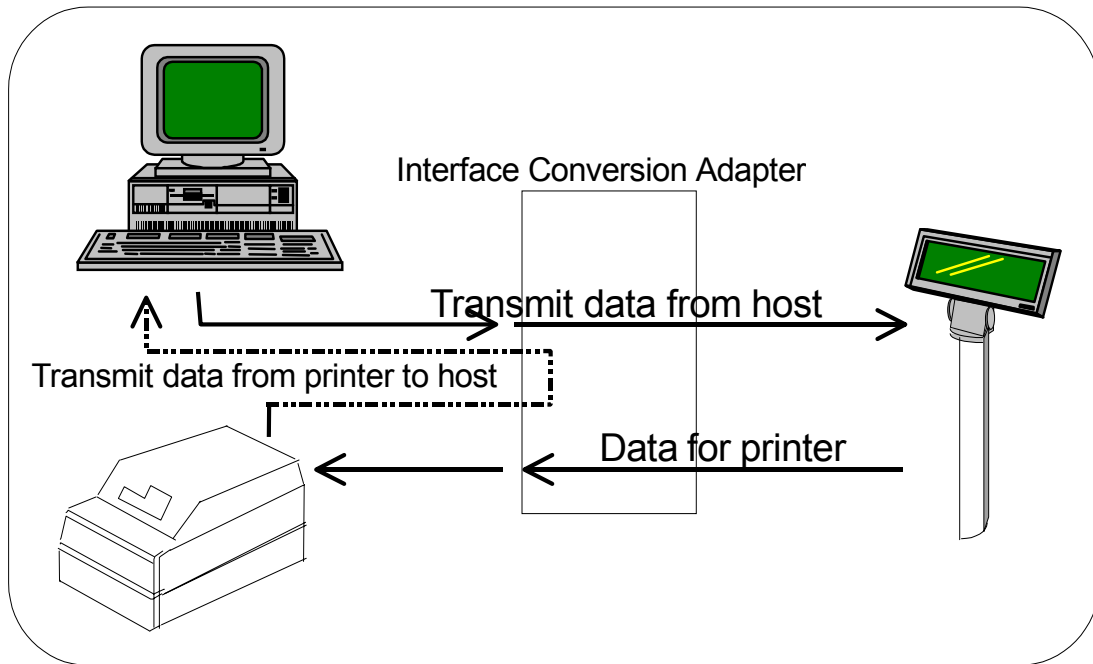 Interface Conversion Adapter
Transmit data from host
Transmit data from printer to host
Data for printer